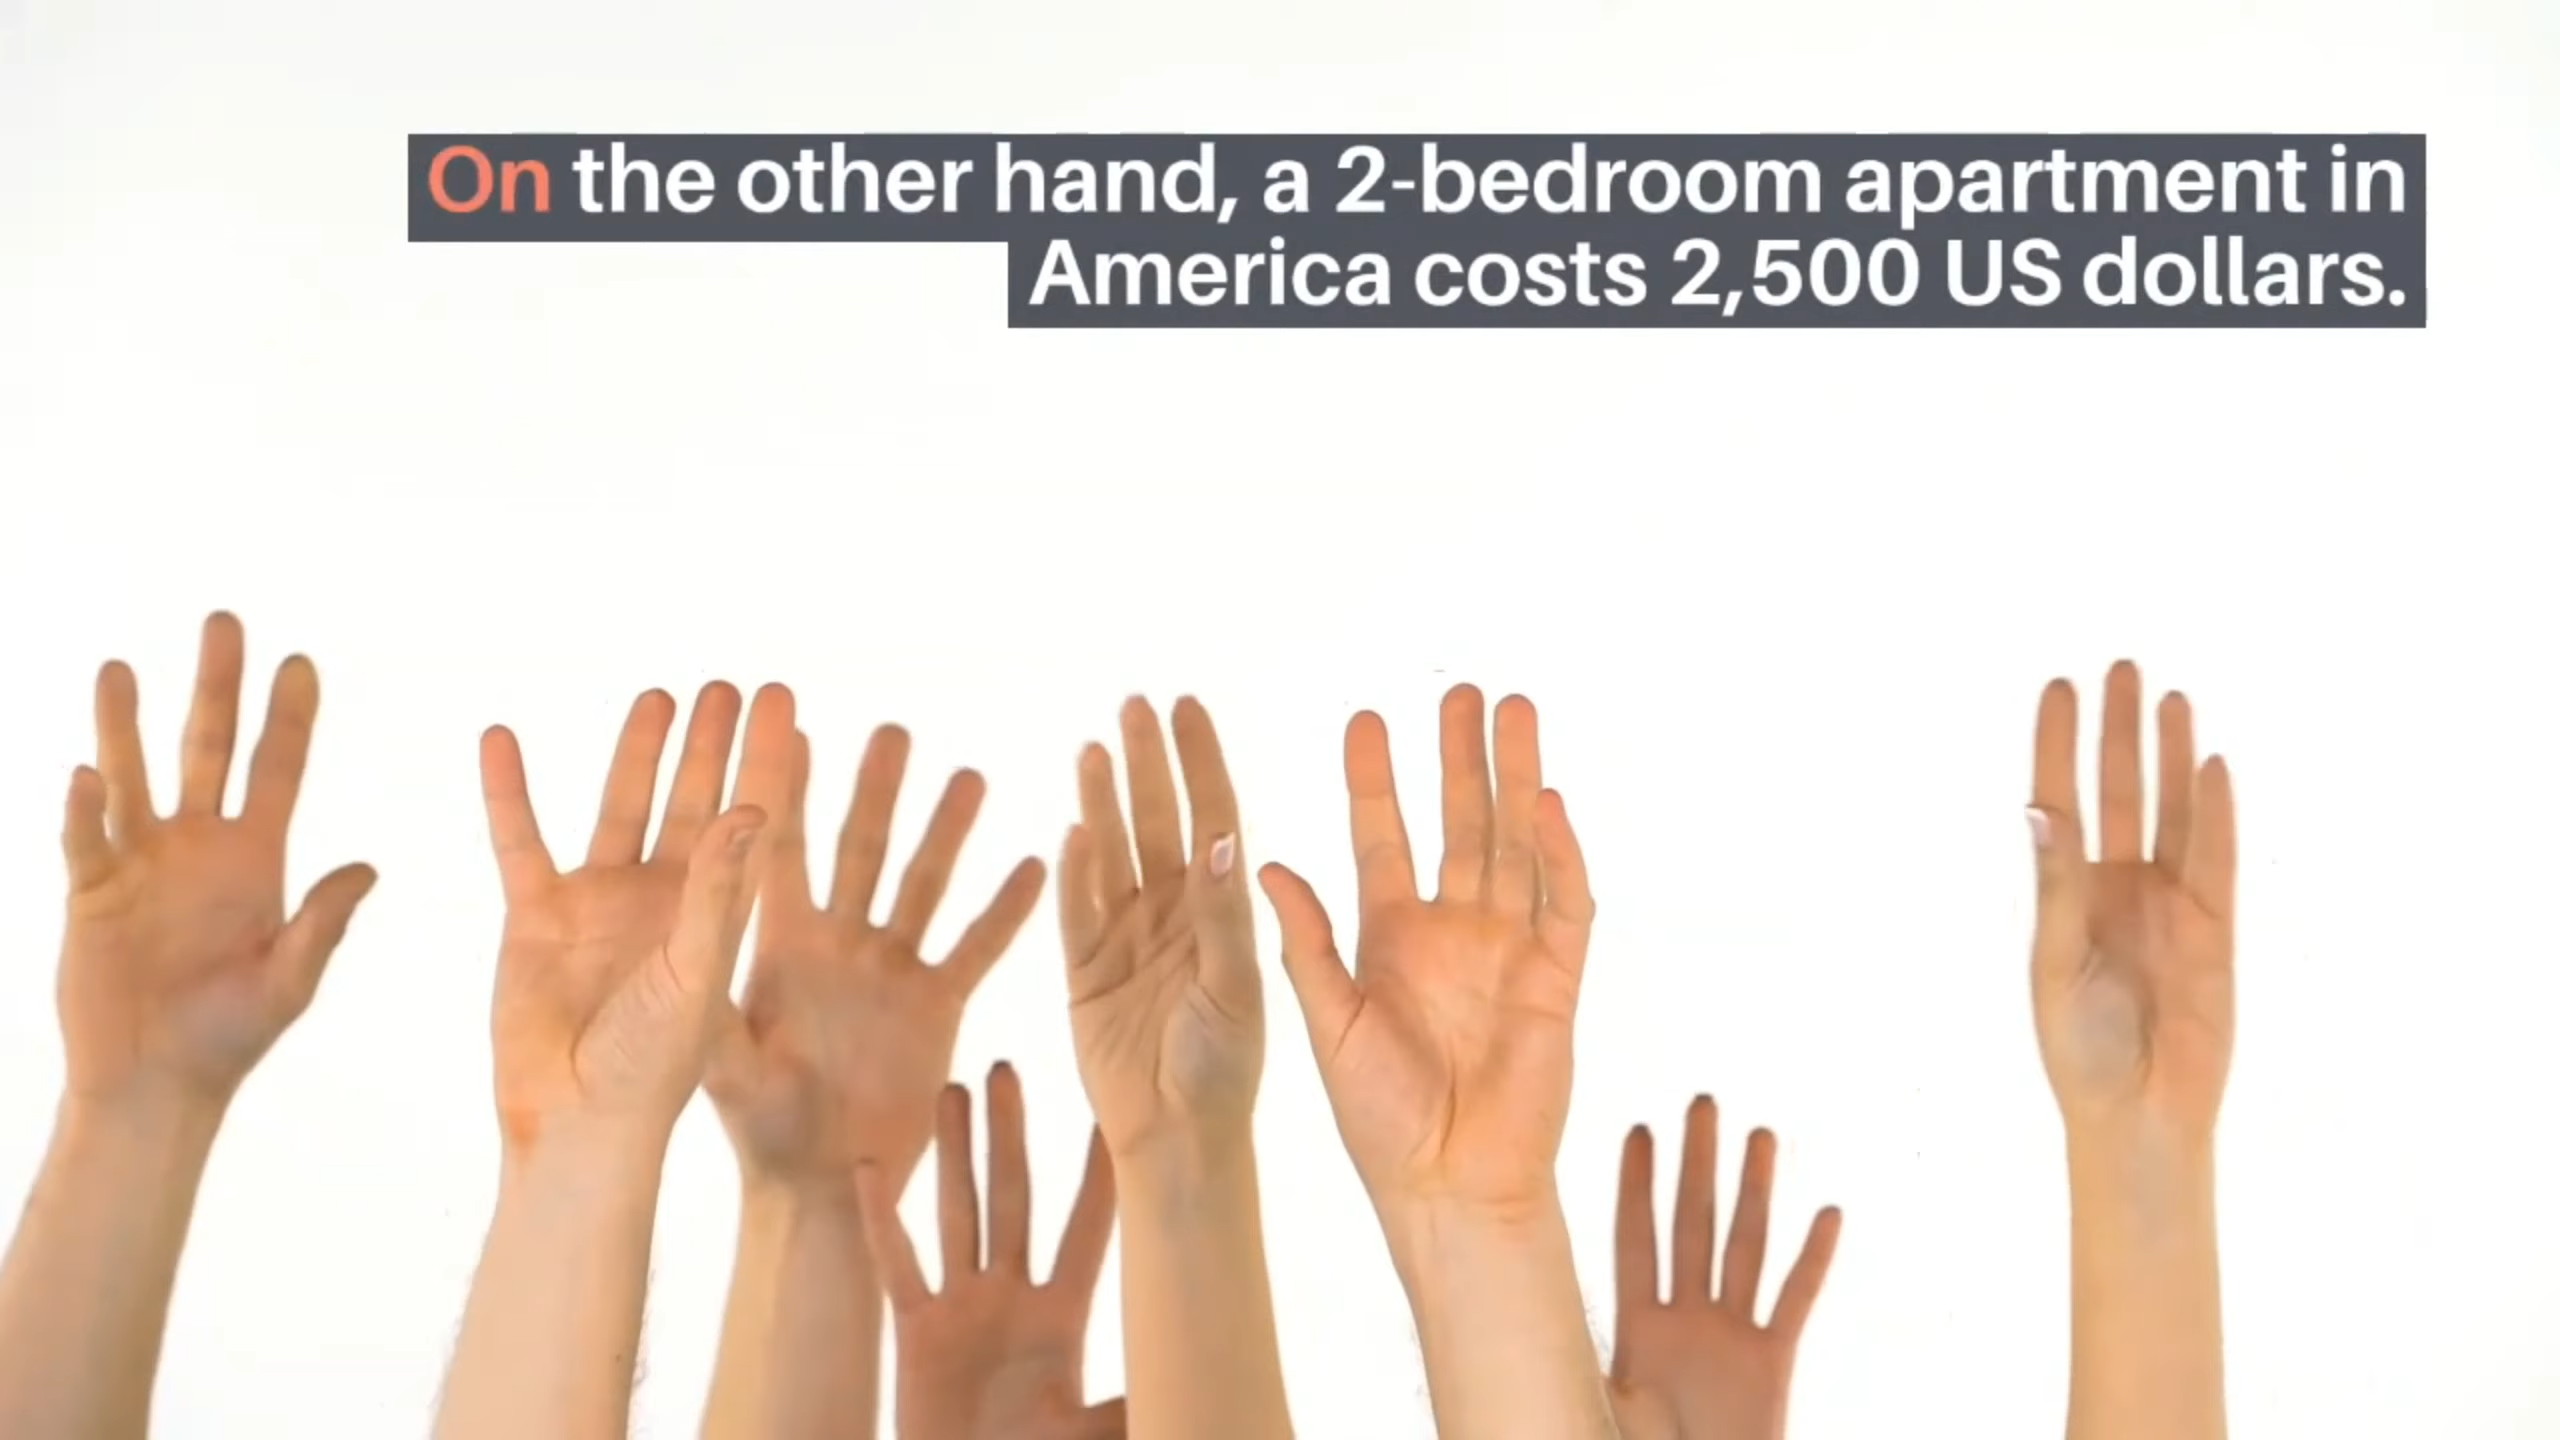 On the other hand, a 2-bedroom apartment in
America costs 2,500 US dollars.